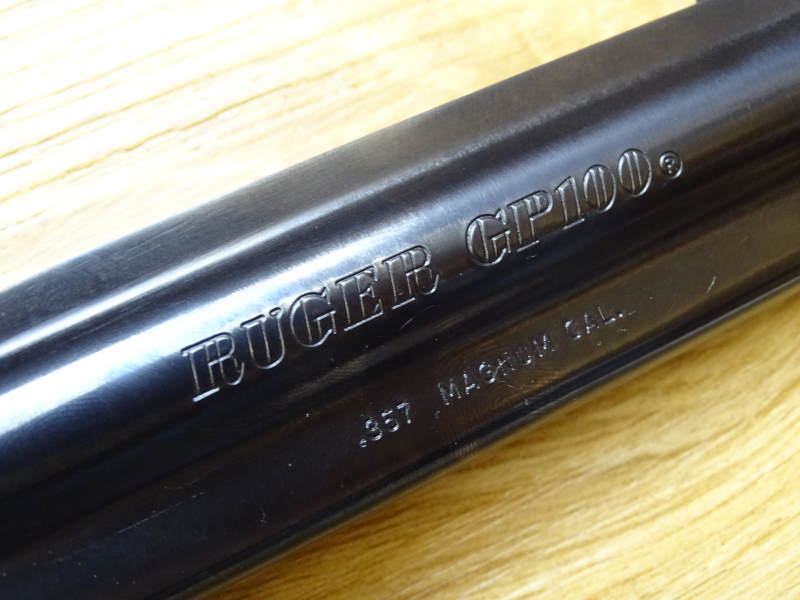 RUGER GP100®
.357 MAGNUM CAL.